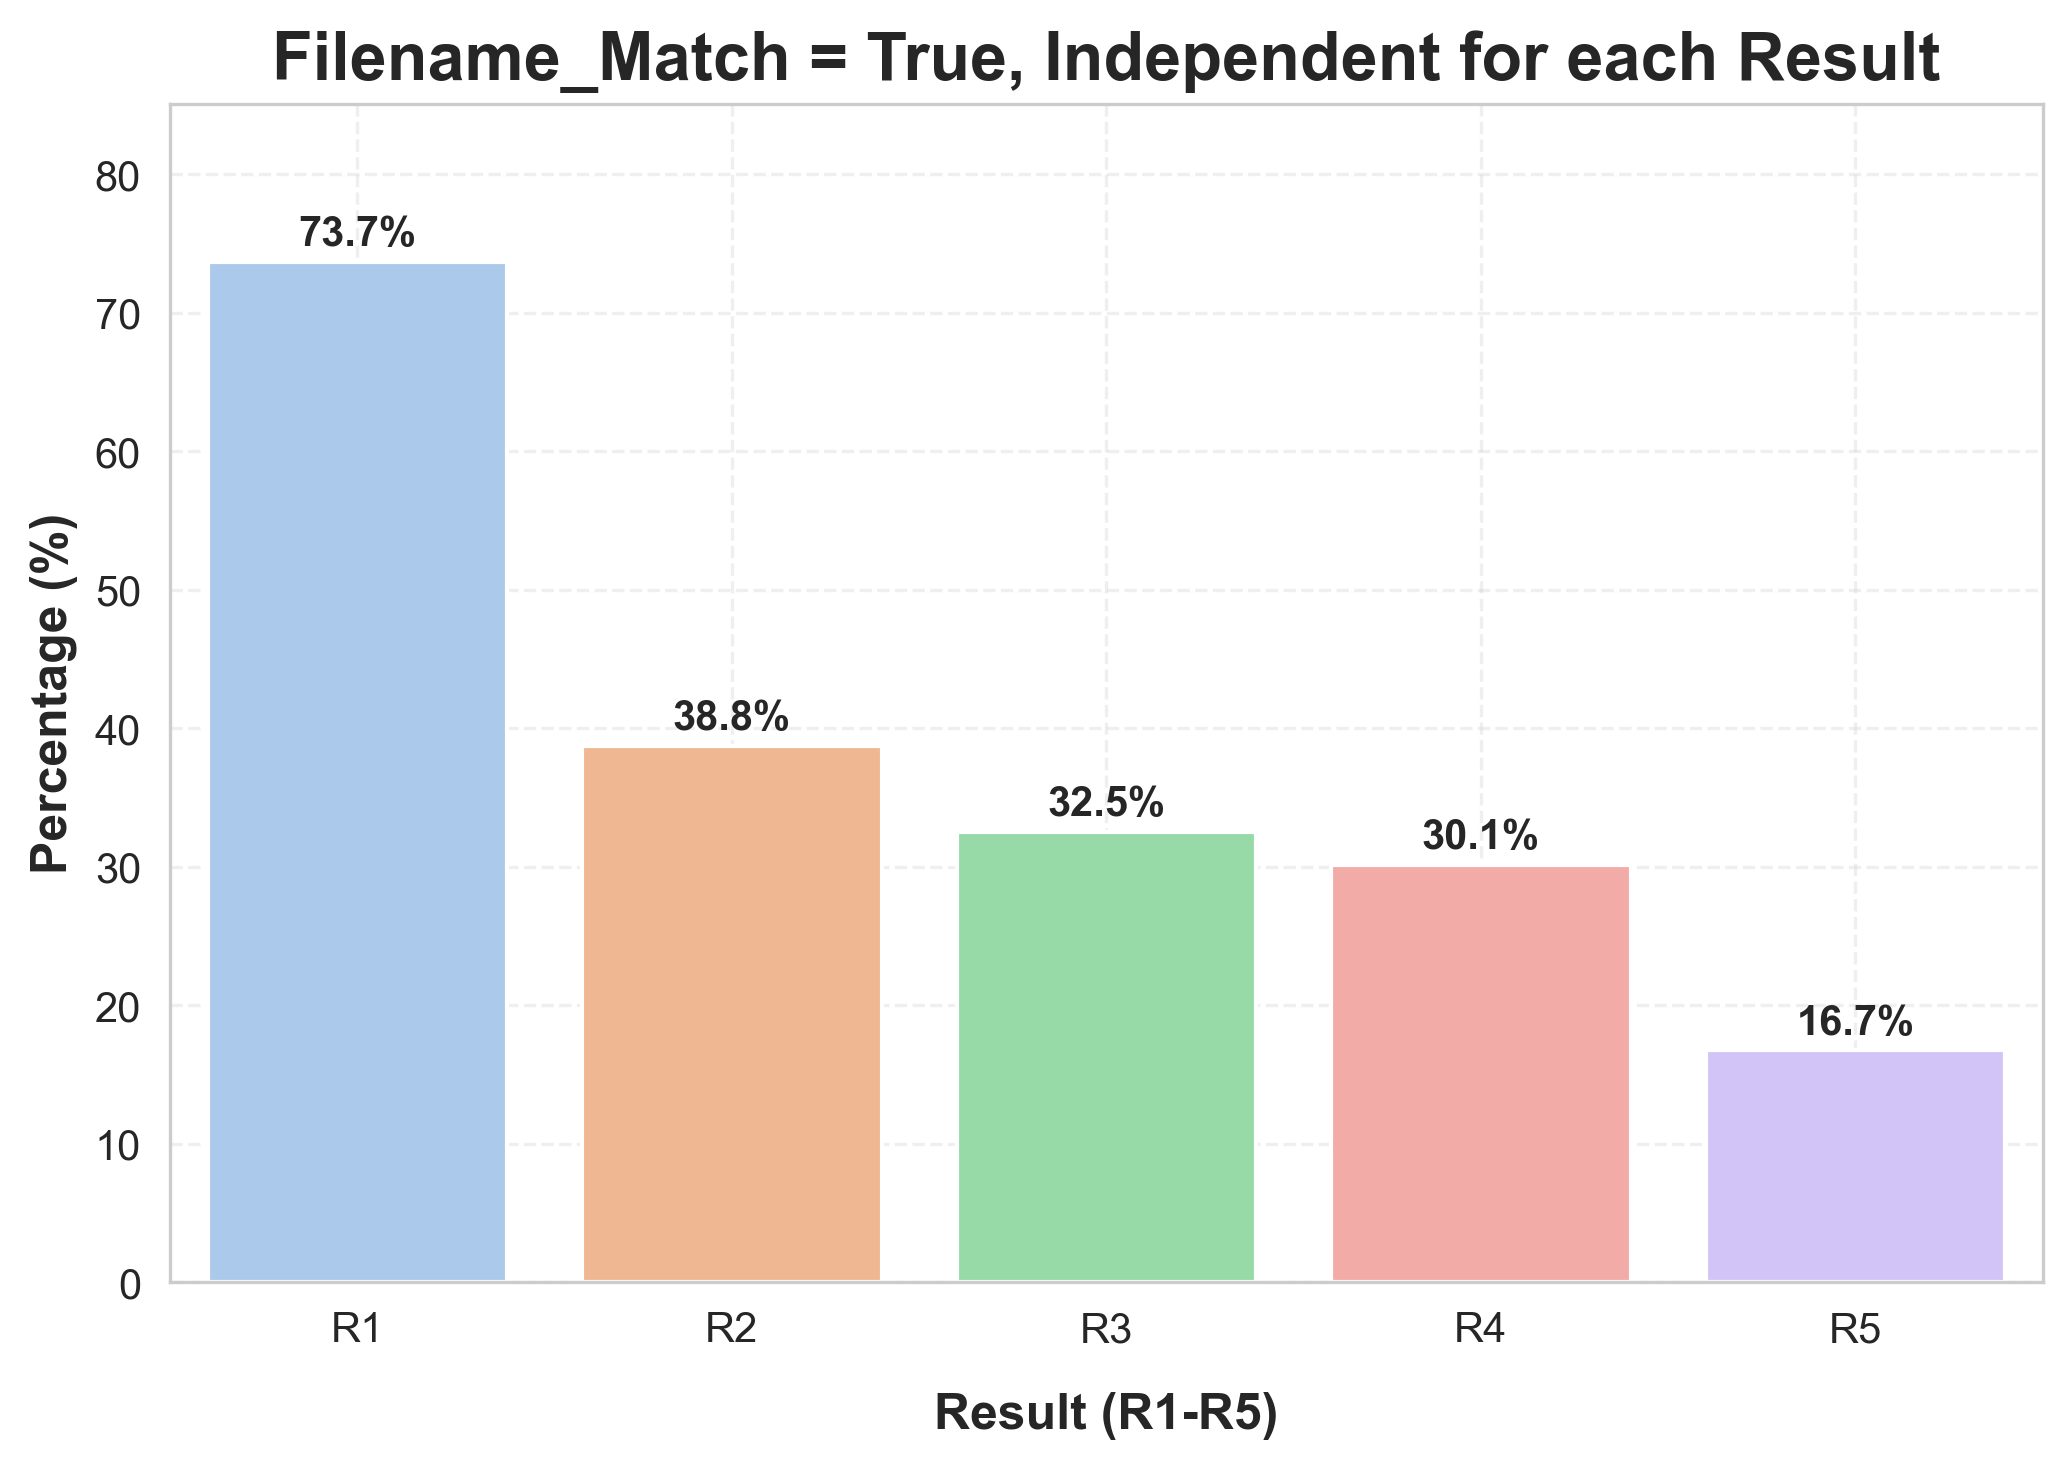 Filename_Match = True, Independent for each Result
80
70
60
50
40
30
20
10
0
Percentage (%)
73.7%
38.8%
32.5%
30.1%
16.7%
R1
R2
R3
R4
R5
Result (R1-R5)